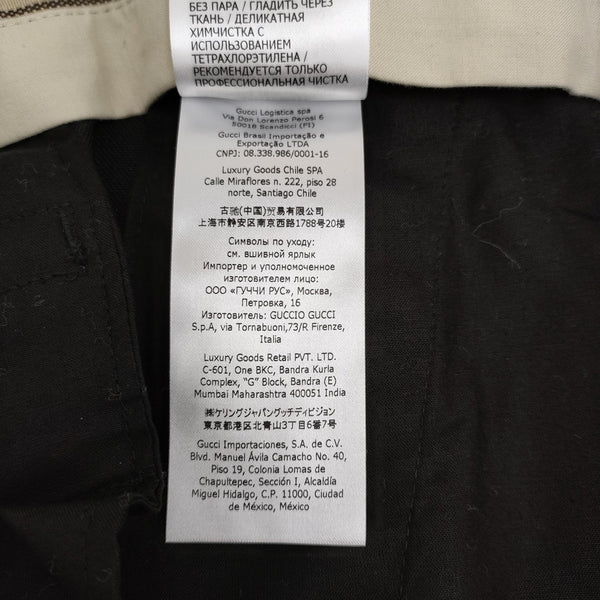 БЕЗ ПАРА / ГЛАДИТЬ ЧЕРЕЗ
ТКАНЬ / ДЕЛИКАТНАЯ
ХИМЧИСТКА С
ИСПОЛЬЗОВАНИЕМ
ТЕТРАХЛОРЭТИЛЕНА /
РЕКОМЕНДУЕТСЯ ТОЛЬКО
ПРОФЕССИОНАЛЬНАЯ ЧИСТКА
Gucci Logistica spa
Via Don Lorenzo Perosi 6
50018 Scandicci (FI)
Gucci Brasil Importação e
Exportação LTDA
CNPJ: 08.338.986/0001-16
Luxury Goods Chile SPA
Calle Miraflores n. 222, piso 28
norte, Santiago Chile
古驰(中国)贸易有限公司
上海市静安区南京西路1788号20楼
Символы по уходу:
см. вшивной ярлык
Импортер и уполномоченное
изготовителем лицо:
ООО «ГУЧЧИ РУС», Москва,
Петровка, 16
Изготовитель: GUCCIO GUCCI
S.p.A, via Tornabuoni,73/R Firenze,
Italia
Luxury Goods Retail PVT. LTD.
C-601, One BKC, Bandra Kurla
Complex, “G” Block, Bandra (E)
Mumbai Maharashtra 400051 India
㈱ケリングジャパングッチディビジョン
東京都渋谷区北青山3丁目6番7号
Gucci Importaciones, S.A. de C.V.
Blvd. Manuel Ávila Camacho No. 40,
Piso 19, Colonia Lomas de
Chapultepec, Sección I, Alcaldía
Miguel Hidalgo, C.P. 11000, Ciudad
de México, México